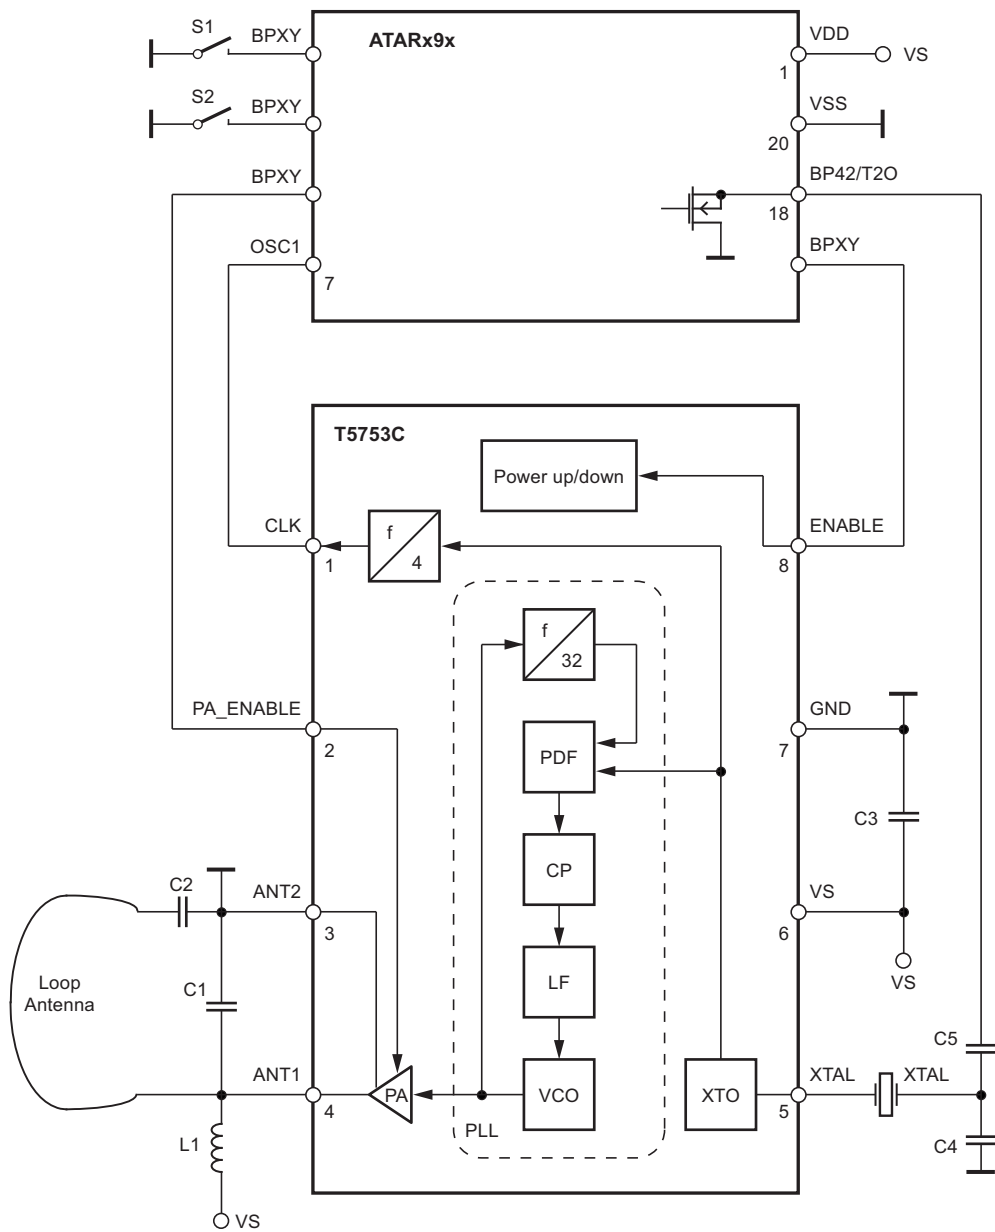 S1
BPXY
ATARx9x
VDD
1
VS
S2
BPXY
VSS
20
BPXY
BP42/T2O
18
OSC1
7
BPXY
T5753C
Power up/down
CLK
1
f
4
ENABLE
8
f
32
PA_ENABLE
2
PDF
GND
7
C3
CP
C2
ANT2
3
VS
6
VS
Loop
Antenna
C1
LF
C5
ANT1
4
PA
VCO
PLL
XTO
XTAL
5
XTAL
C4
L1
VS